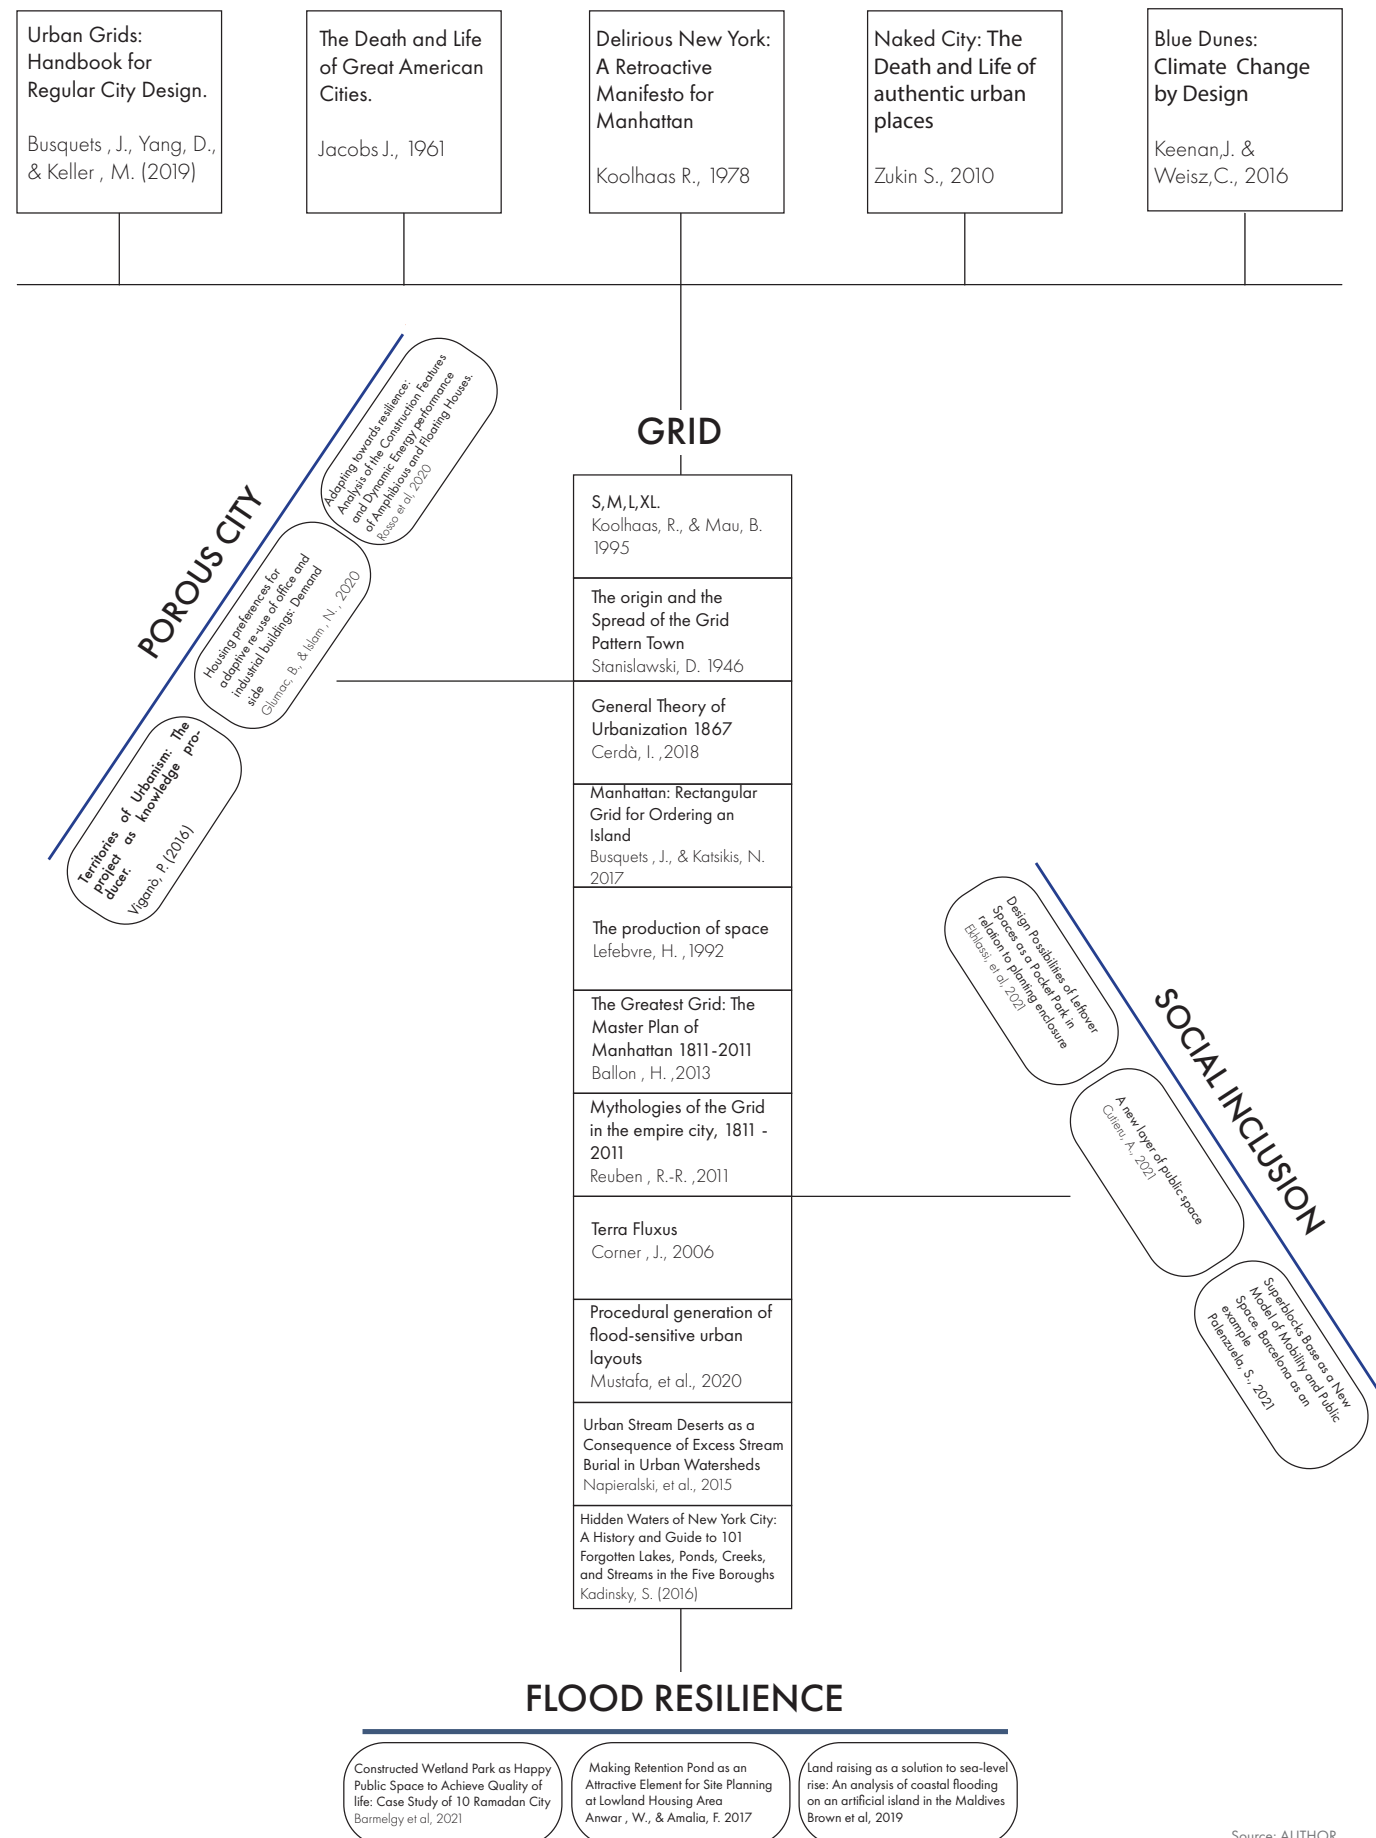 Urban Grids:
Handbook for
Regular City Design.
Busquets , J., Yang, D.,
& Keller , M. (2019)
The Death and Life
of Great American
Cities.
Jacobs J., 1961
Delirious New York:
A Retroactive
Manifesto for
Manhattan
Koolhaas R., 1978
Naked City: The
Death and Life of
authentic urban
places
Zukin S., 2010
Blue Dunes:
Climate Change
by Design
Keenan,J. &
Weisz,C., 2016
GRID
S,M,L,XL.
Koolhaas, R., & Mau, B.
1995
The origin and the
Spread of the Grid
Pattern Town
Stanislawski, D. 1946
General Theory of
Urbanization 1867
Cerdà, I. ,2018
Manhattan: Rectangular
Grid for Ordering an
Island
Busquets , J., & Katsikis, N.
2017
The production of space
Lefebvre, H. ,1992
The Greatest Grid: The
Master Plan of
Manhattan 1811-2011
Ballon , H. ,2013
Mythologies of the Grid
in the empire city, 1811 -
2011
Reuben , R.-R. ,2011
Terra Fluxus
Corner , J., 2006
Procedural generation of
flood-sensitive urban
layouts
Mustafa, et al., 2020
Urban Stream Deserts as a
Consequence of Excess Stream
Burial in Urban Watersheds
Napieralski, et al., 2015
Hidden Waters of New York City:
A History and Guide to 101
Forgotten Lakes, Ponds, Creeks,
and Streams in the Five Boroughs
Kadinsky, S. (2016)
POROUS CITY
Adapting towards resilience:
Analysis of the Construction Features
and Dynamic Energy performance
of Amphibious and Floating Houses.
Rosso et al, 2020
Housing preferences for
adaptive re-use of office and
industrial buildings: Demand
side
Glumac, B., & Islam , N. , 2020
Territories of Urbanism: The
project as knowledge pro-
ducer.
Viganò, P. (2016)
SOCIAL INCLUSION
Design Possibilities of Leftover
Spaces as a Pocket Park in
relation to planting enclosure
Ekhlassi, et al, 2021
A new layer of public space
Cutieru, A., 2021
Superblocks Base as a New
Model of Mobility and Public
Space. Barcelona as an
example
Palenzuela, S., 2021
FLOOD RESILIENCE
Constructed Wetland Park as Happy
Public Space to Achieve Quality of
life: Case Study of 10 Ramadan City
Barmelgy et al, 2021
Making Retention Pond as an
Attractive Element for Site Planning
at Lowland Housing Area
Anwar , W., & Amalia, F. 2017
Land raising as a solution to sea-level
rise: An analysis of coastal flooding
on an artificial island in the Maldives
Brown et al, 2019
Source: AUTHOR